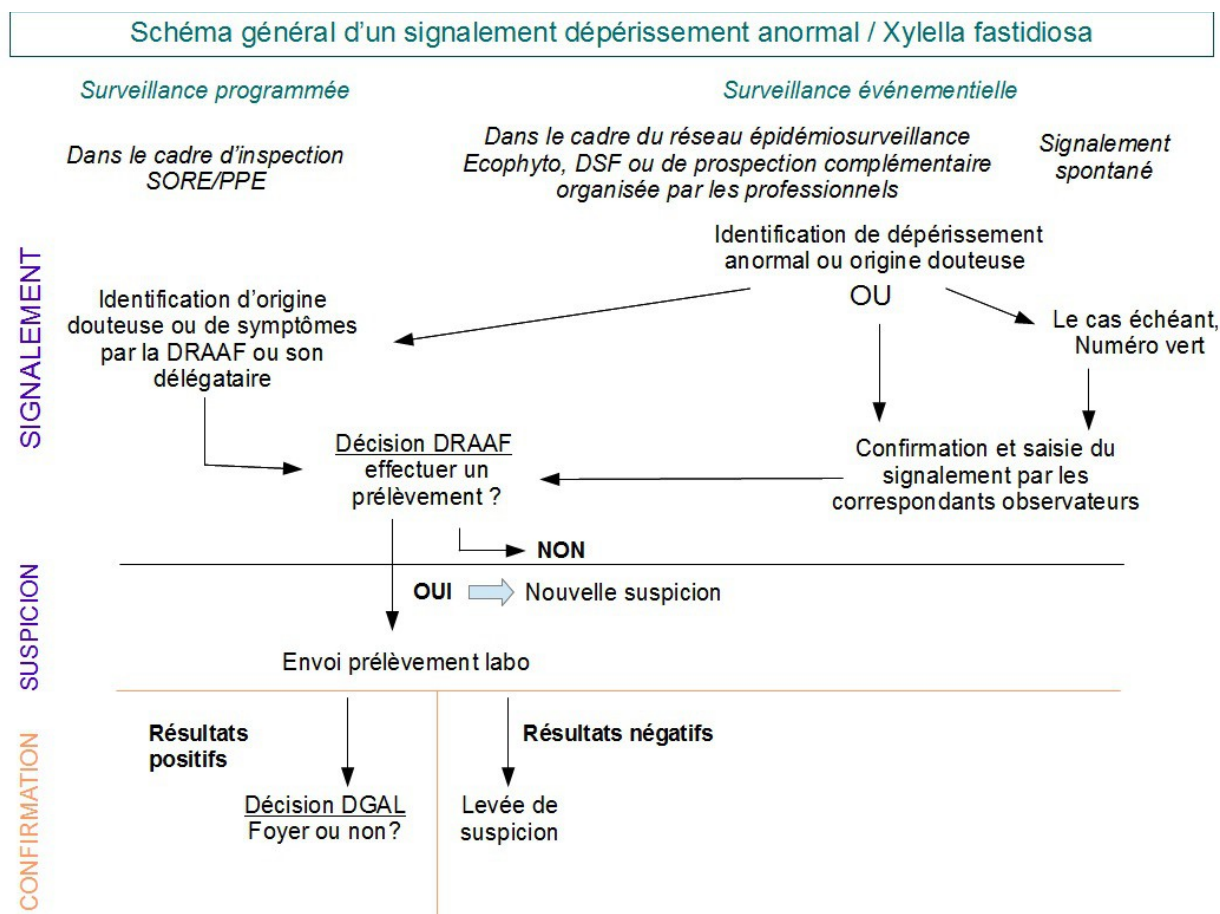 Schéma général d'un signalement dépérissement anormal / Xylella fastidiosa
Surveillance programmée
Surveillance événementielle
Dans le cadre d'inspection
SORE/PPE
Dans le cadre du réseau épidémiosurveillance
Ecophyto, DSF ou de prospection complémentaire
organisée par les professionnels
Signalement
spontané
SIGNALEMENT
Identification de dépérissement
anormal ou origine douteuse
OU
Identification d'origine
douteuse ou de symptômes
par la DRAAF ou son
délégataire
Le cas échéant,
Numéro vert
Décision DRAAF
effectuer un
prélèvement ?
Confirmation et saisie du
signalement par les
correspondants observateurs
NON
SUSPICION
OUI
Nouvelle suspicion
Envoi prélèvement labo
CONFIRMATION
Résultats
positifs
Résultats négatifs
Décision DGAL
Foyer ou non?
Levée de
suspicion